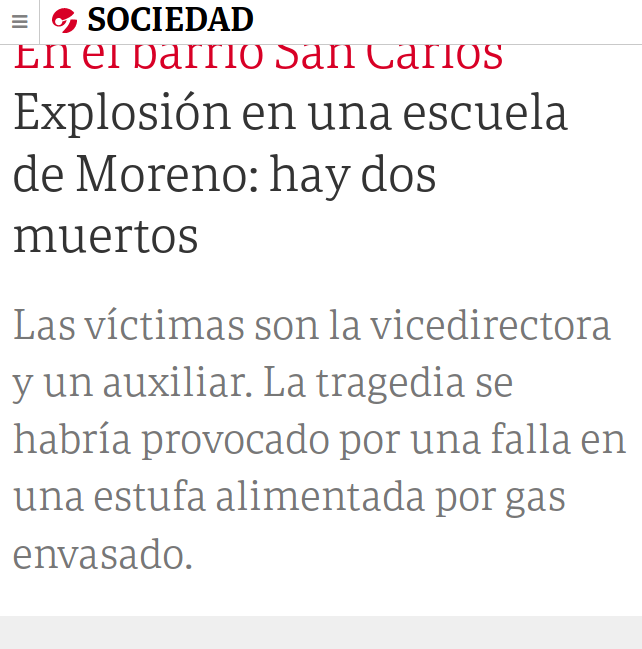 SOCIEDAD
En el barrio San Carlos
Explosión en una escuela
de Moreno: hay dos
muertos
Las víctimas son la vicedirectora
y un auxiliar. La tragedia se
habría provocado por una falla en
una estufa alimentada por gas
envasado.